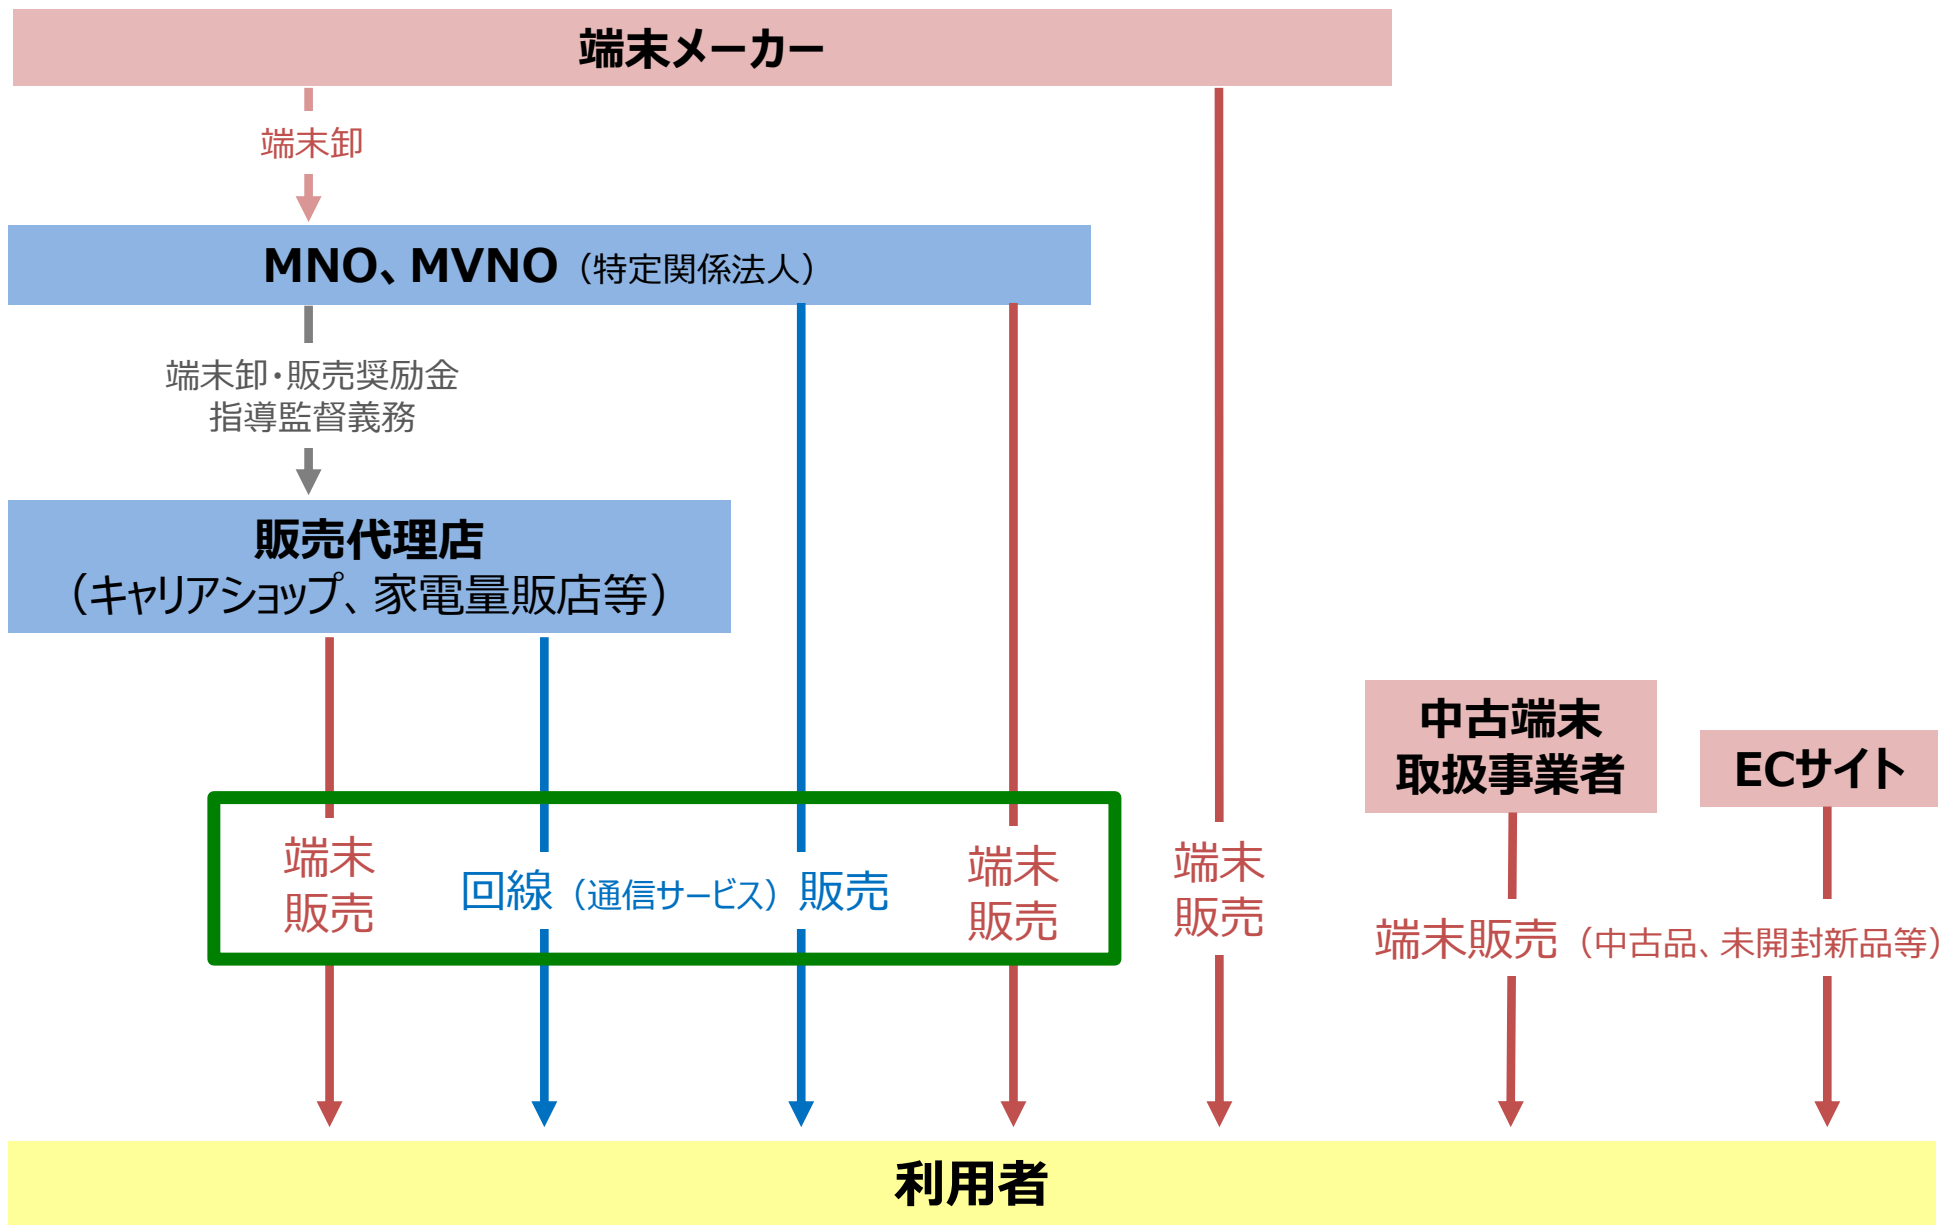 端末メーカー
端末卸
MNO、MVNO（特定関係法人）
端末卸・販売奨励金
指導監督義務
販売代理店
（キャリアショップ、家電量販店等）
中古端末
取扱事業者
ECサイト
端末
販売
回線（通信サービス）販売
端末
販売
端末
販売
端末販売（中古品、未開封新品等）
利用者